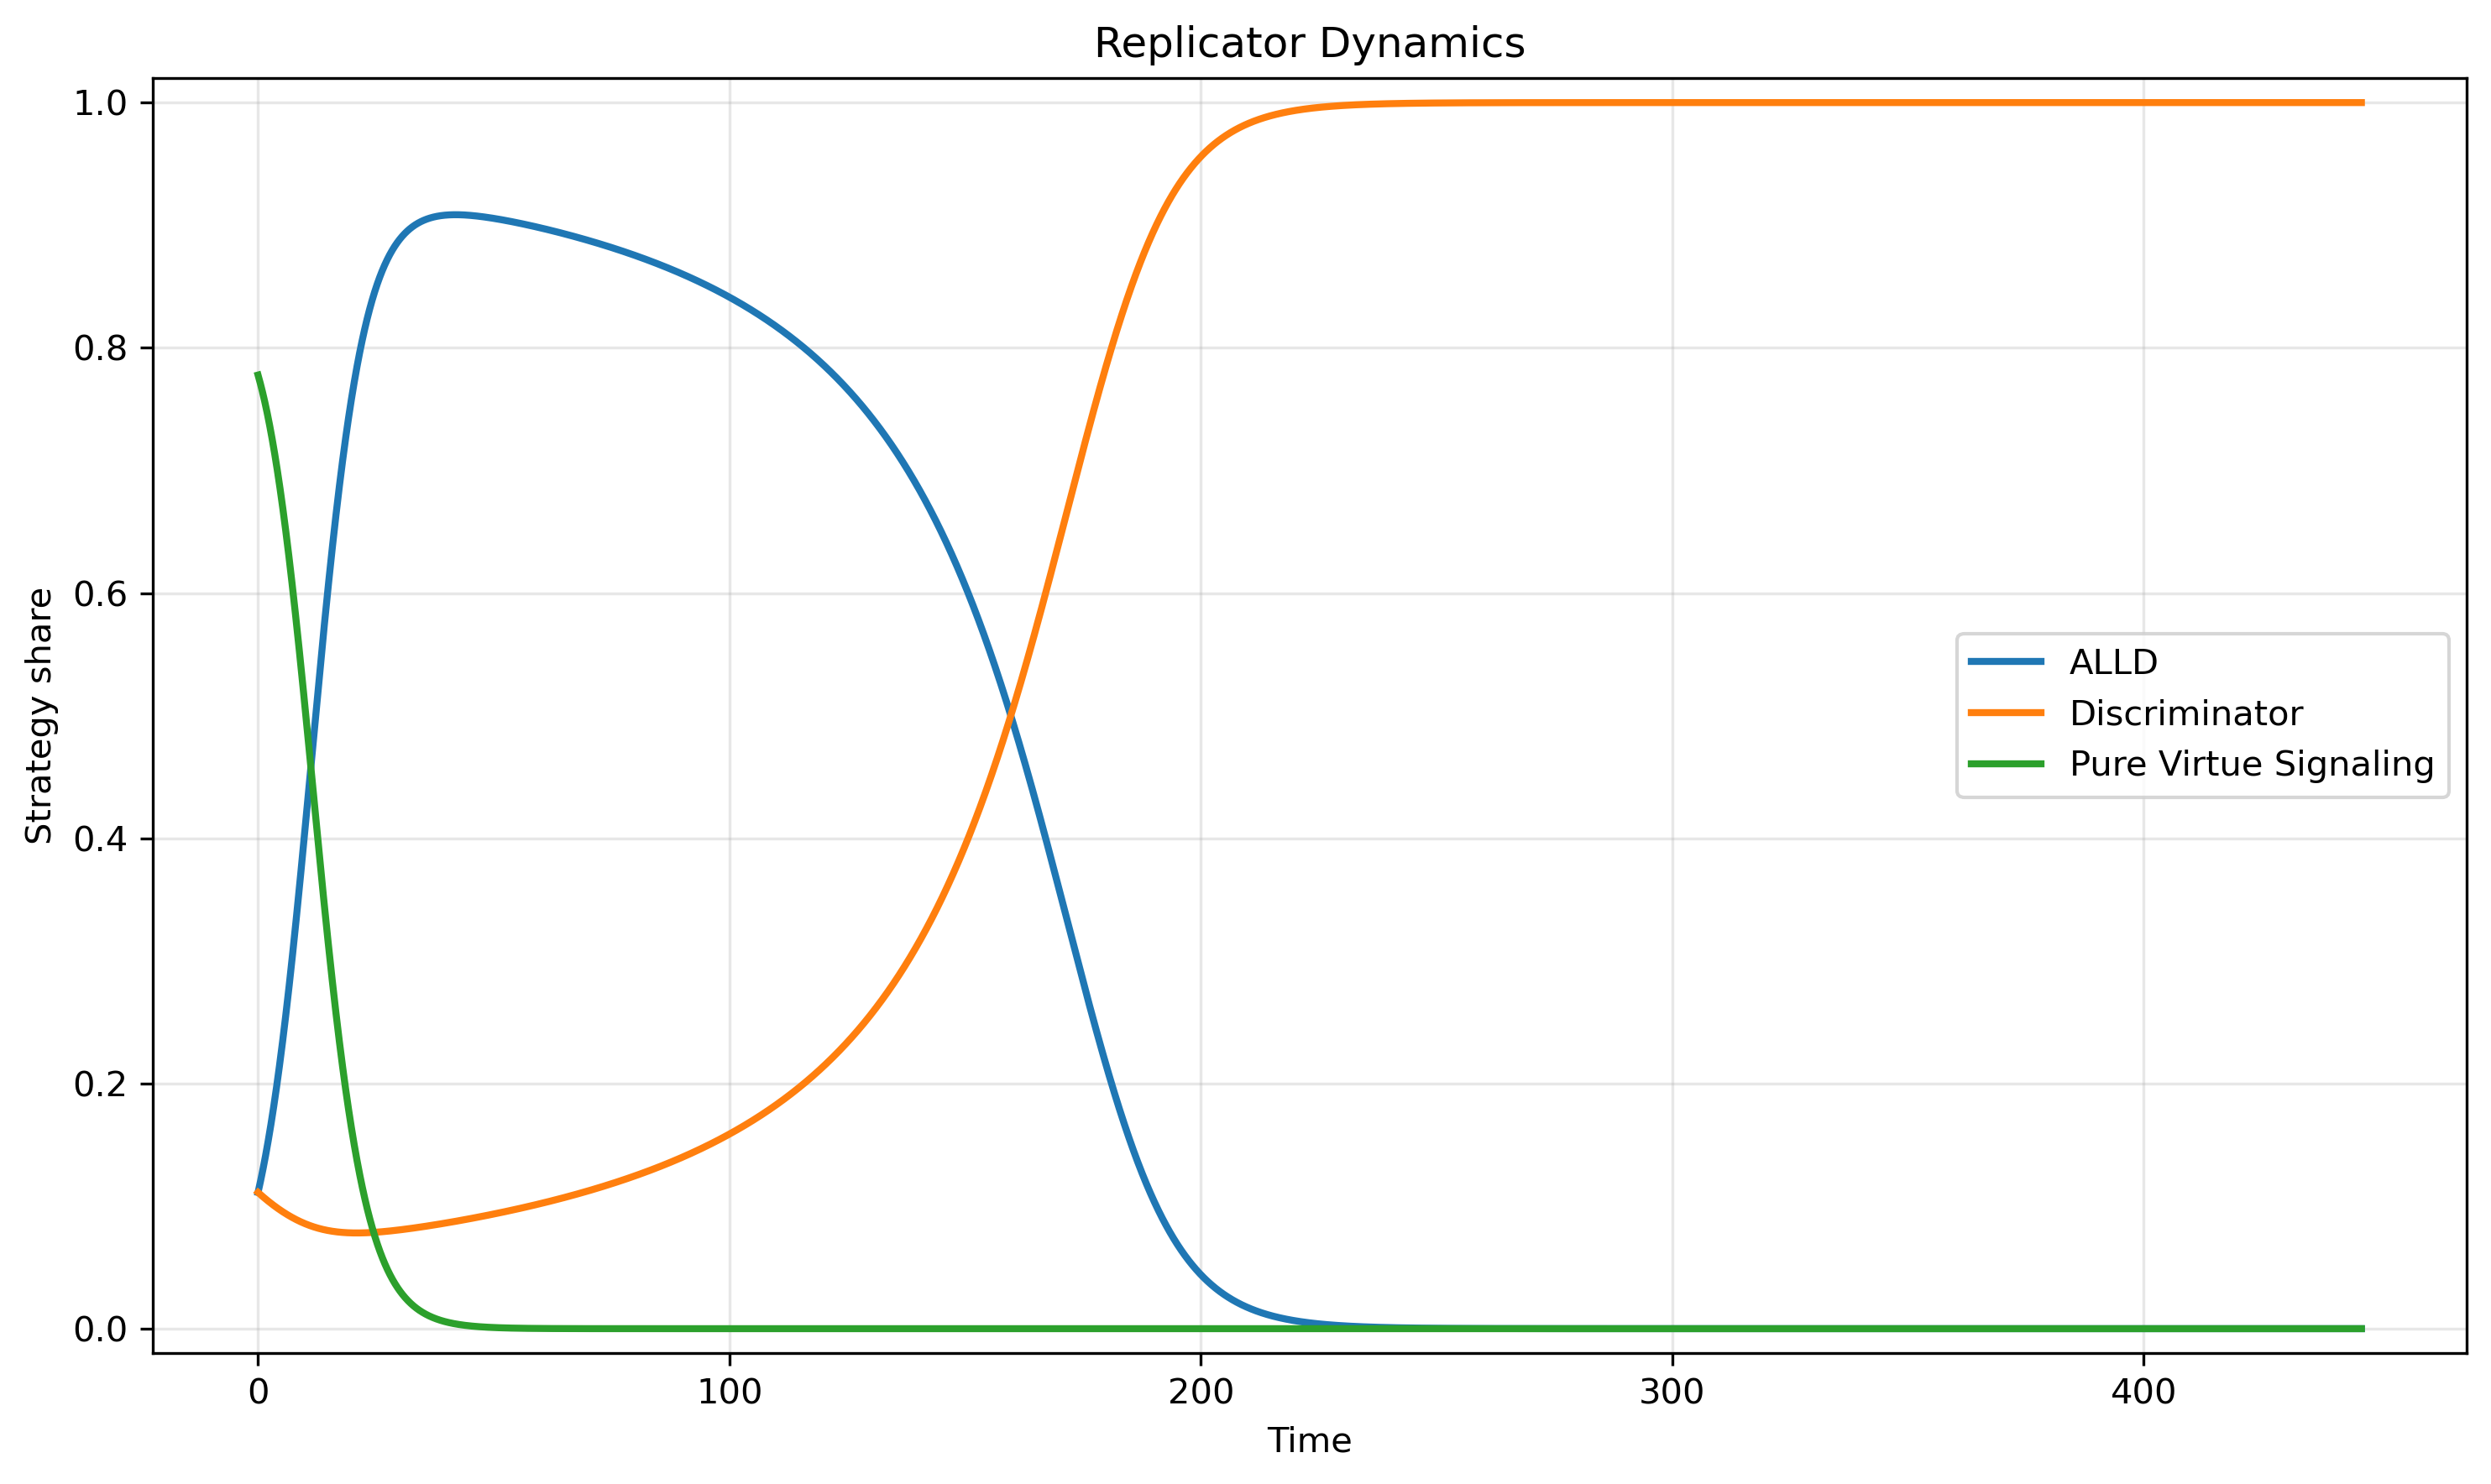 Replicator Dynamics
Strategy share
1.0
0.8
0.6
0.4
0.2
0.0
ALLD
Discriminator
Pure Virtue Signaling
0
100
200
300
400
Time